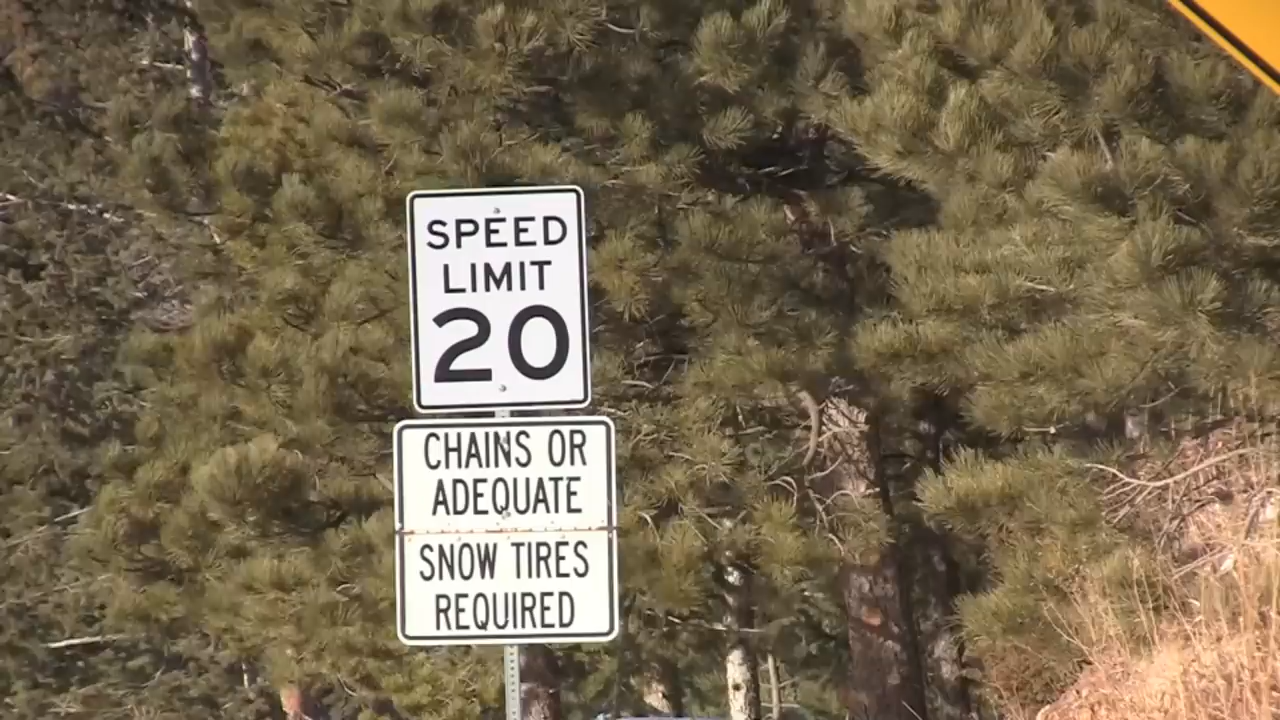 SPEED
LIMIT
20
CHAINS OR
ADEQUATE
SNOW TIRES
REQUIRED